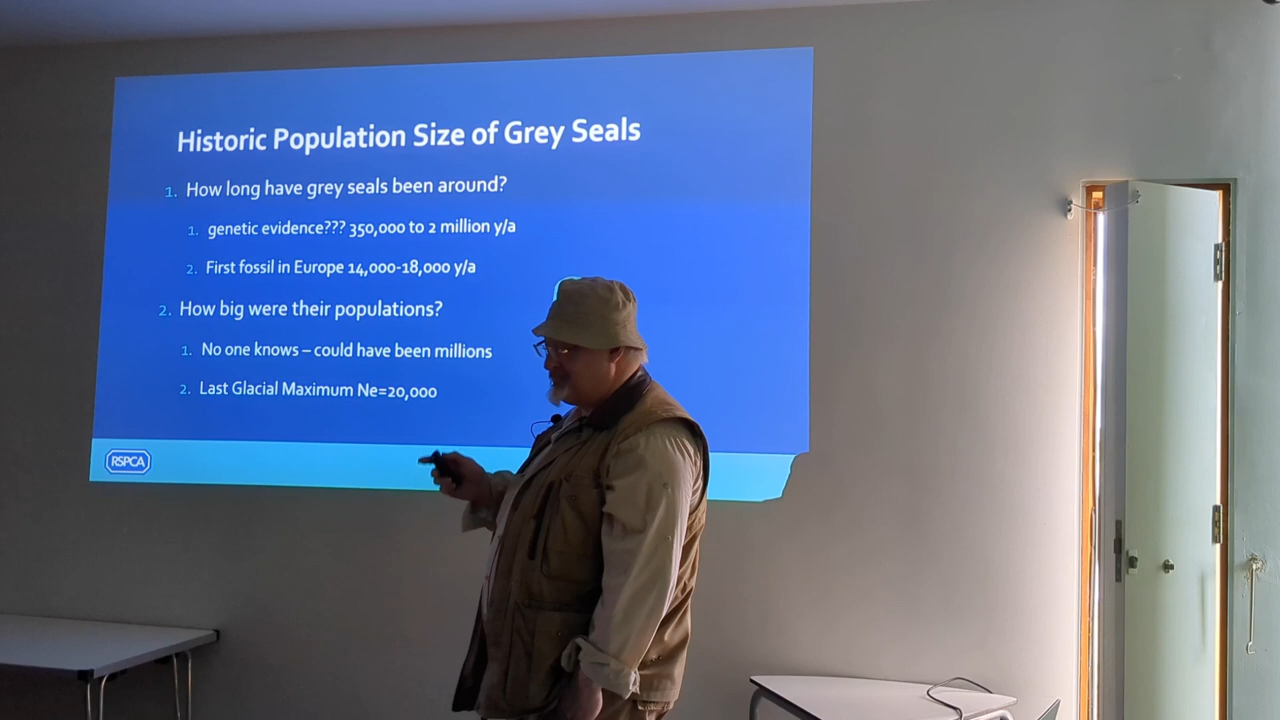 Historic Population Size of Grey Seals
1. How long have grey seals been around?
1. genetic evidence??? 350,000 to 2 million y/a
2. First fossil in Europe 14,000-18,000 y/a
2. How big were their populations?
1. No one knows – could have been millions
2. Last Glacial Maximum Ne=20,000
RSPCA